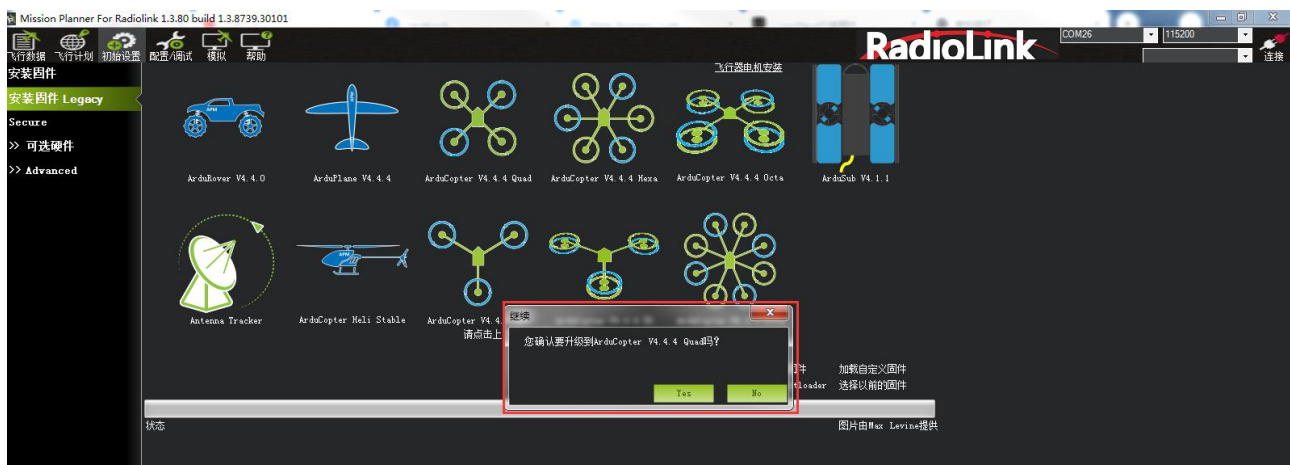 Mission Planner For Radiolink 1.3.80 build 1.3.8739.30101
飞行数据 飞行计划 初始设置 配置/调试 模拟 帮助
RadioLink
COM26 115200
连接
安装固件
安装固件 Legacy
Secure
>> 可选硬件
>> Advanced
飞行器电机安装
APM
ArduRover V4.4.0
ArduPlane V4.4.4
ArduCopter V4.4.4 Quad
ArduCopter V4.4.4 Hexa
ArduCopter V4.4.4 Octa
ArduSub V4.1.1
APM
Antenna Tracker
ArduCopter Heli Stable
ArduCopter V4.4.
请点击上
继续
您确认要升级到ArduCopter V4.4.4 Quad吗?
Yes No
件 加载自定义固件
tloader 选择以前的固件
状态
图片由Max Levine提供